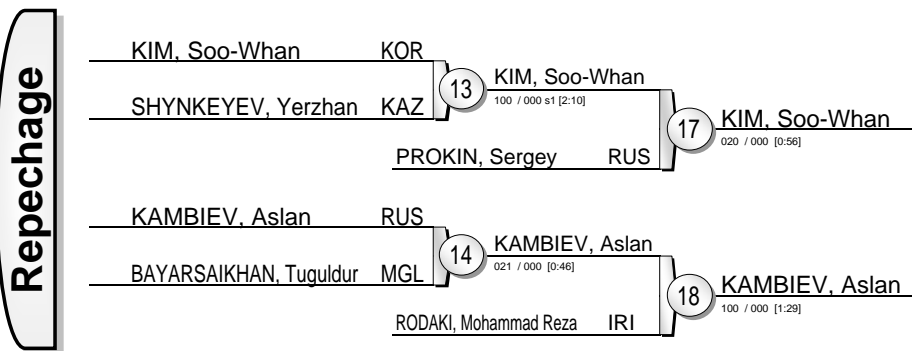 Repechage
KIM, Soo-Whan KOR
SHYNKEYEV, Yerzhan KAZ
13
KIM, Soo-Whan
100 / 000 s1 [2:10]
PROKIN, Sergey RUS
17
KIM, Soo-Whan
020 / 000 [0:56]
KAMBIEV, Aslan RUS
BAYARSAIKHAN, Tuguldur MGL
14
KAMBIEV, Aslan
021 / 000 [0:46]
RODAKI, Mohammad Reza IRI
18
KAMBIEV, Aslan
100 / 000 [1:29]